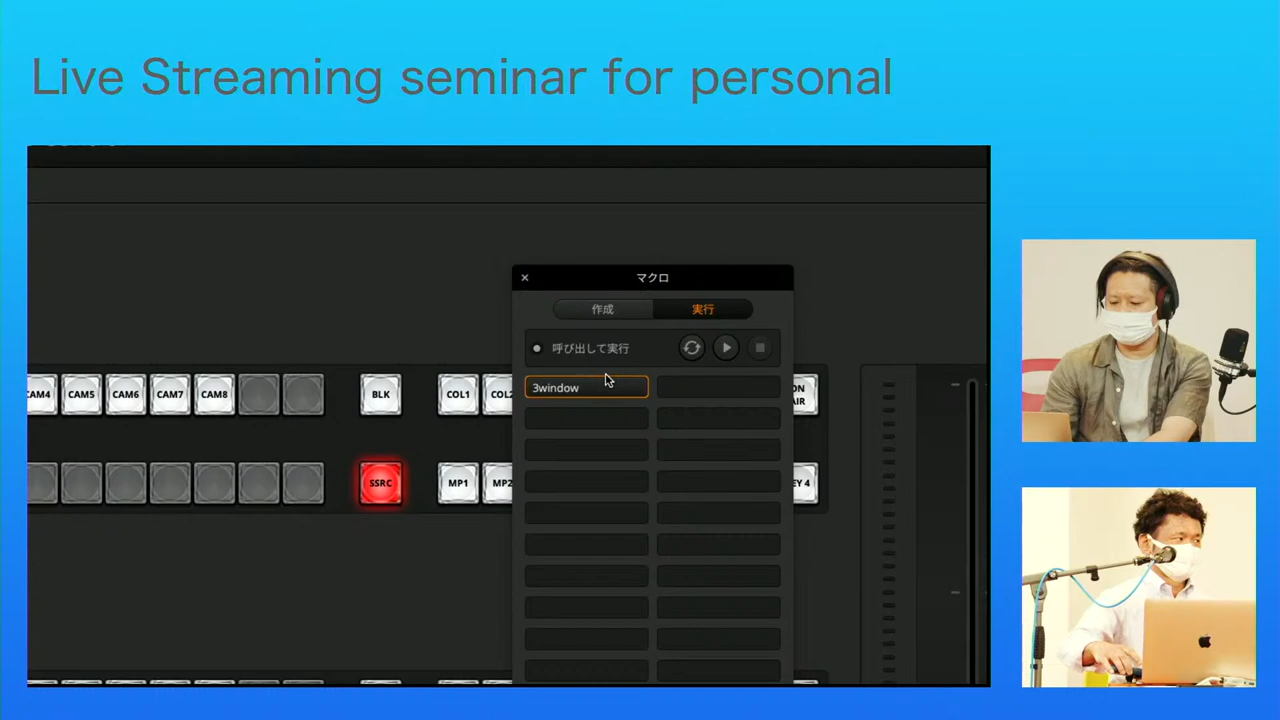 Live Streaming seminar for personal
× マクロ
作成 実行
呼び出して実行
3window
CAM4 CAM5 CAM6 CAM7 CAM8 BLK COL1 COL2 ON AIR
SSRC MP1 MP2 KEY 4